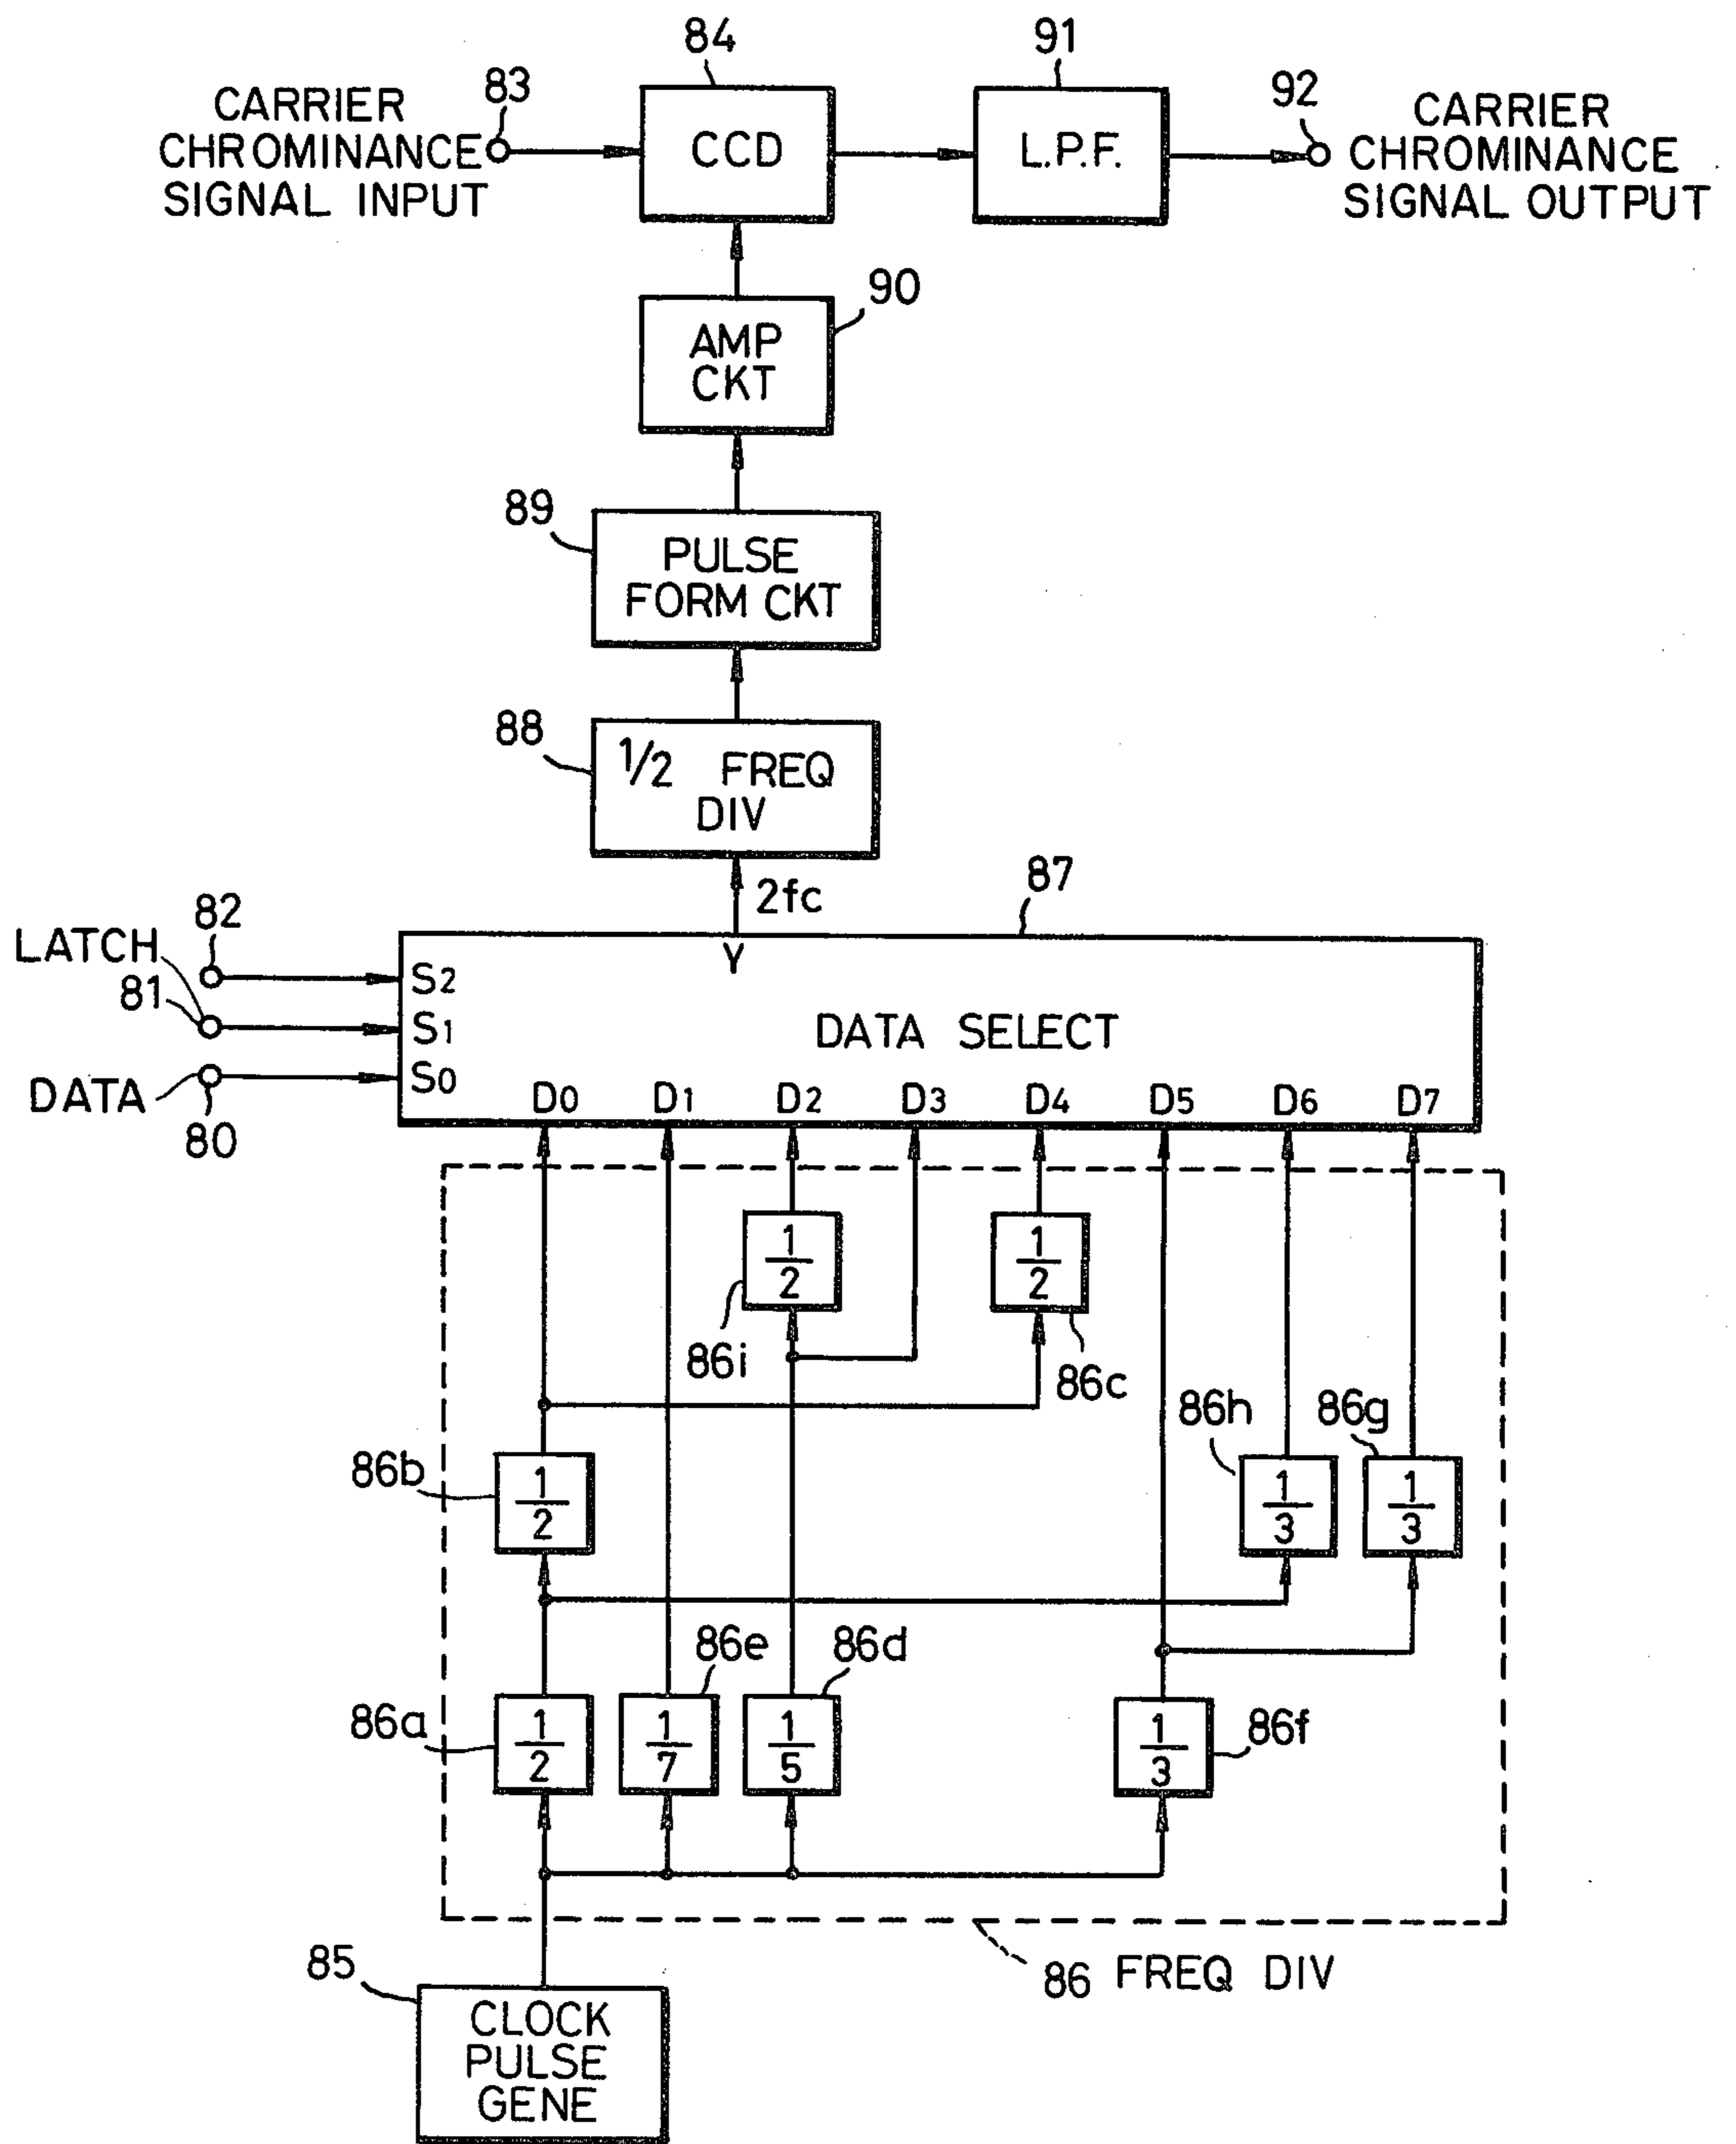 84
91
83
92
CARRIER
CHROMINANCE
SIGNAL INPUT
CCD
L.P.F.
CARRIER
CHROMINANCE
SIGNAL OUTPUT
90
AMP
CKT
89
PULSE
FORM CKT
88
1/2 FREQ
DIV
2fc
87
82
LATCH
81
DATA
80
S2
S1
S0
Y
DATA SELECT
D0 D1 D2 D3 D4 D5 D6 D7
1/2
1/2
86i
86c
86h
86g
86b
1/2
1/3
1/3
86e
86d
86a
1/2
1/7
1/5
1/3
86f
86 FREQ DIV
85
CLOCK
PULSE
GENE